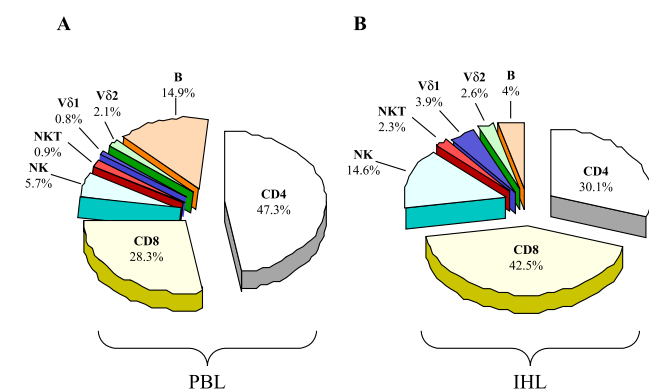 A
B
14.9%
Vδ2
2.1%
Vδ1
0.8%
NKT
0.9%
NK
5.7%
CD4
47.3%
CD8
28.3%
PBL
B
B
4%
Vδ2
2.6%
Vδ1
3.9%
NKT
2.3%
NK
14.6%
CD4
30.1%
CD8
42.5%
IHL